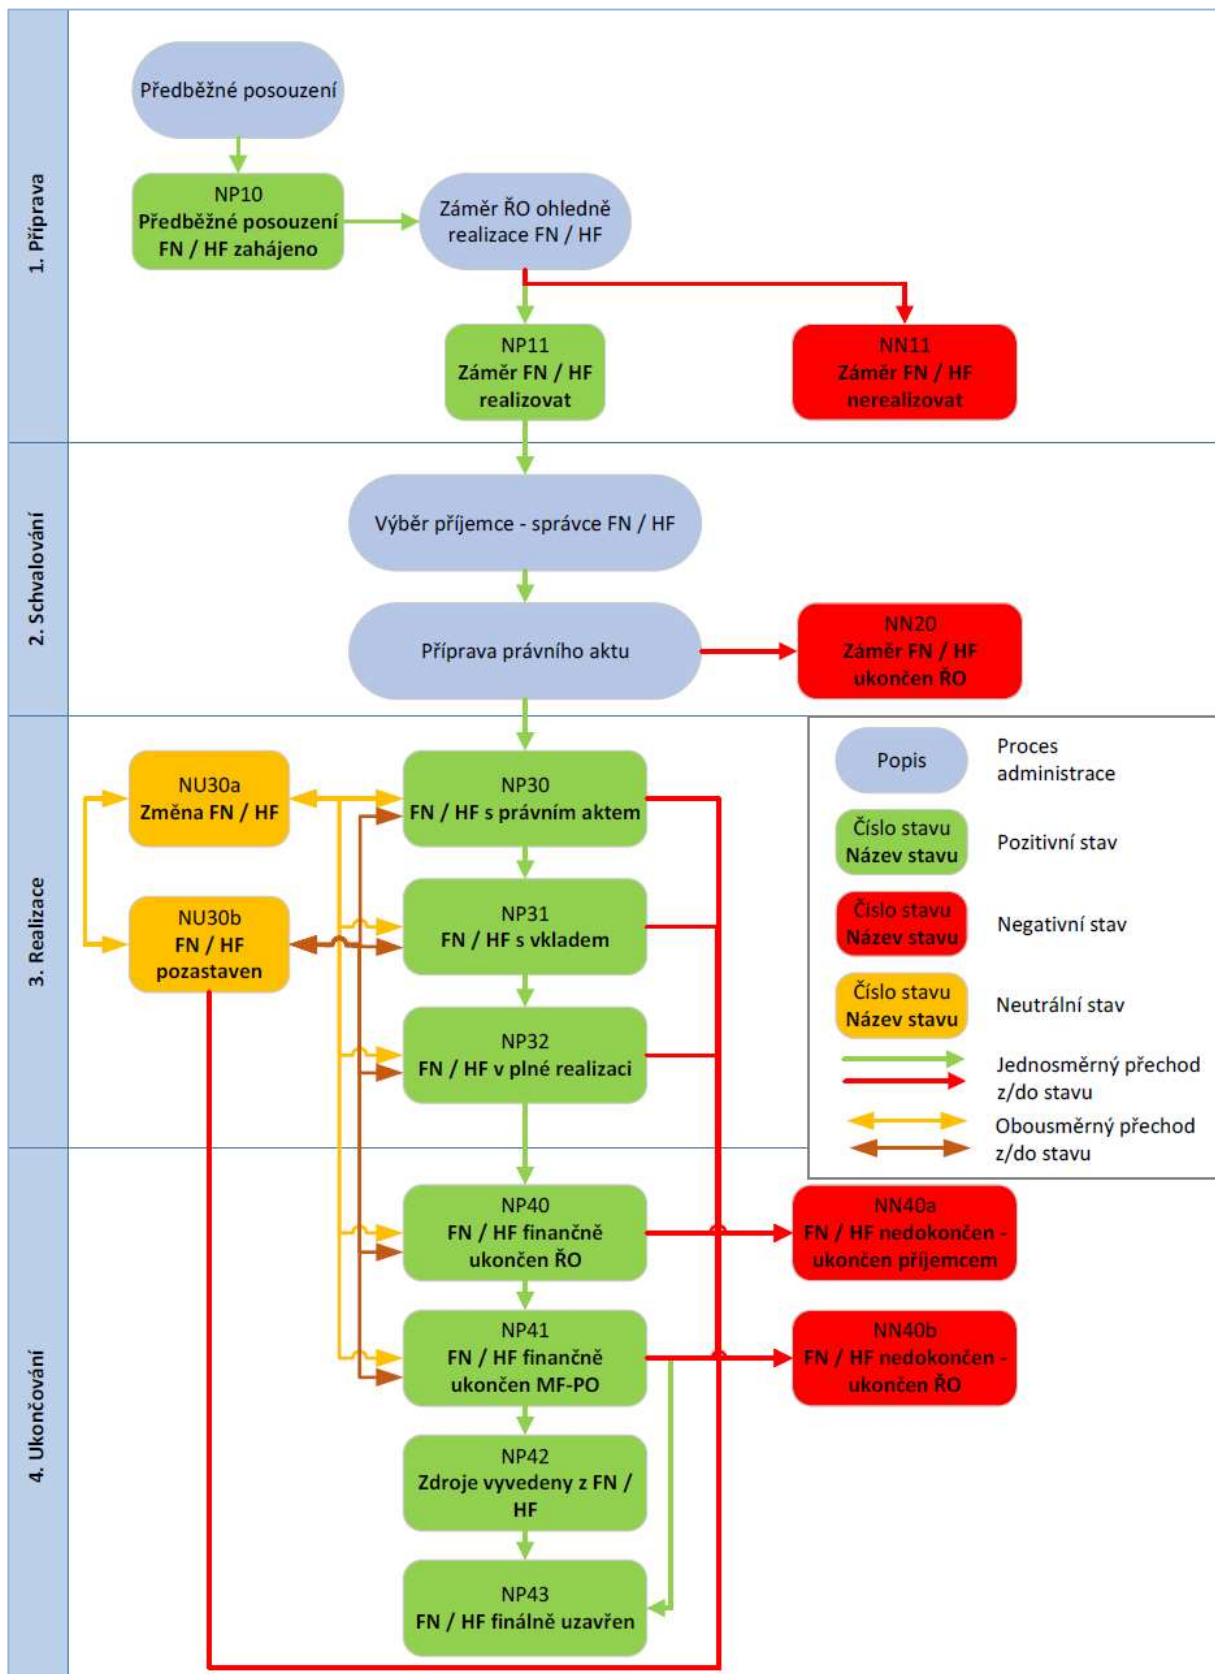 1. Příprava
Předběžné posouzení
NP10
Předběžné posouzení
FN / HF zahájeno
Záměr ŘO ohledně
realizace FN / HF
NP11
Záměr FN / HF
realizovat
NN11
Záměr FN / HF
nerealizovat
2. Schvalování
Výběr příjemce - správce FN / HF
Příprava právního aktu
NN20
Záměr FN / HF
ukončen ŘO
3. Realizace
NU30a
Změna FN / HF
NP30
FN / HF s právním aktem
NU30b
FN / HF
pozastaven
NP31
FN / HF s vkladem
NP32
FN / HF v plné realizaci
Popis
Proces
administrace
Číslo stavu
Název stavu
Pozitivní stav
Číslo stavu
Název stavu
Negativní stav
Číslo stavu
Název stavu
Neutrální stav
Jednosměrný přechod
z/do stavu
Obousměrný přechod
z/do stavu
4. Ukončování
NP40
FN / HF finančně
ukončen ŘO
NN40a
FN / HF nedokončen -
ukončen příjemcem
NP41
FN / HF finančně
ukončen MF-PO
NN40b
FN / HF nedokončen -
ukončen ŘO
NP42
Zdroje vyvedeny z FN /
HF
NP43
FN / HF finálně uzavřen